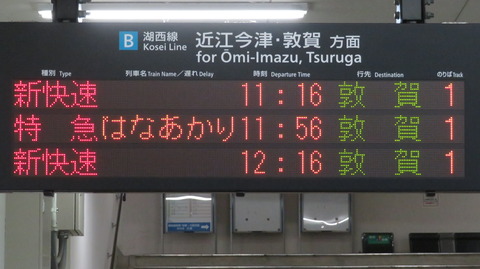 B 湖西線 Kosei Line 近江今津・敦賀 方面
for Ōmi-Imazu, Tsuruga
種別 Type 列車名 Train Name/遅れ Delay 時刻 Departure Time 行先 Destination のりば Track
新快速 11:16 敦賀 1
特急 はなあかり 11:56 敦賀 1
新快速 12:16 敦賀 1